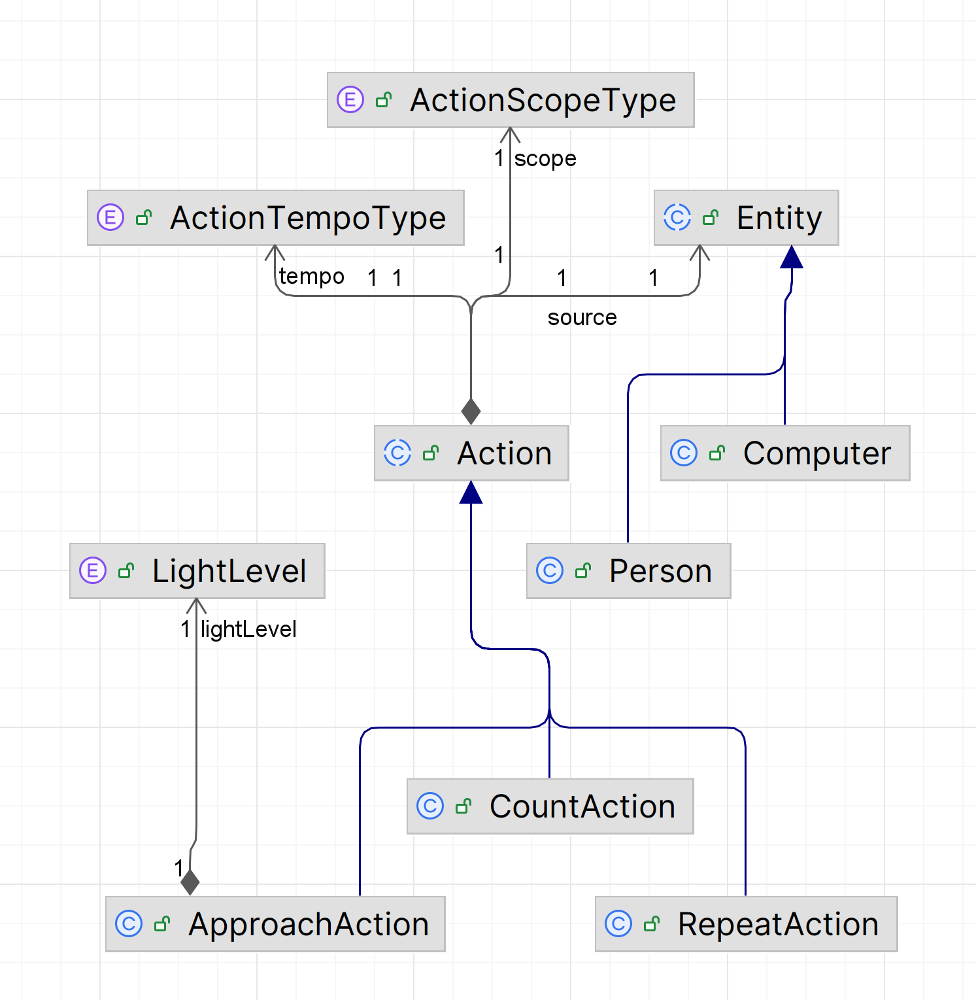 E ActionScopeType
1 scope
E ActionTempoType
C Entity
1
tempo 1 1
1 1
source
C Action
C Computer
E LightLevel
C Person
1 lightLevel
C CountAction
1
C ApproachAction
C RepeatAction